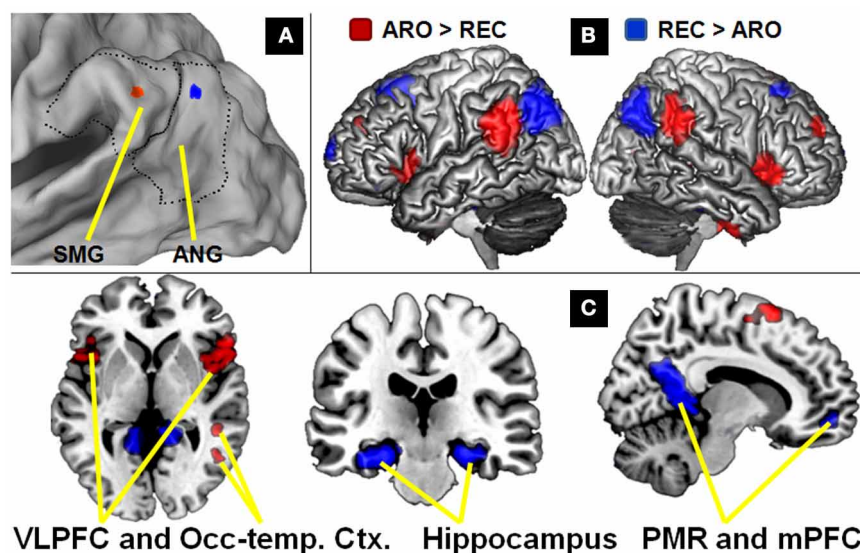 A
ARO > REC
B
REC > ARO
SMG
ANG
C
VLPFC and Occ-temp. Ctx.
Hippocampus
PMR and mPFC